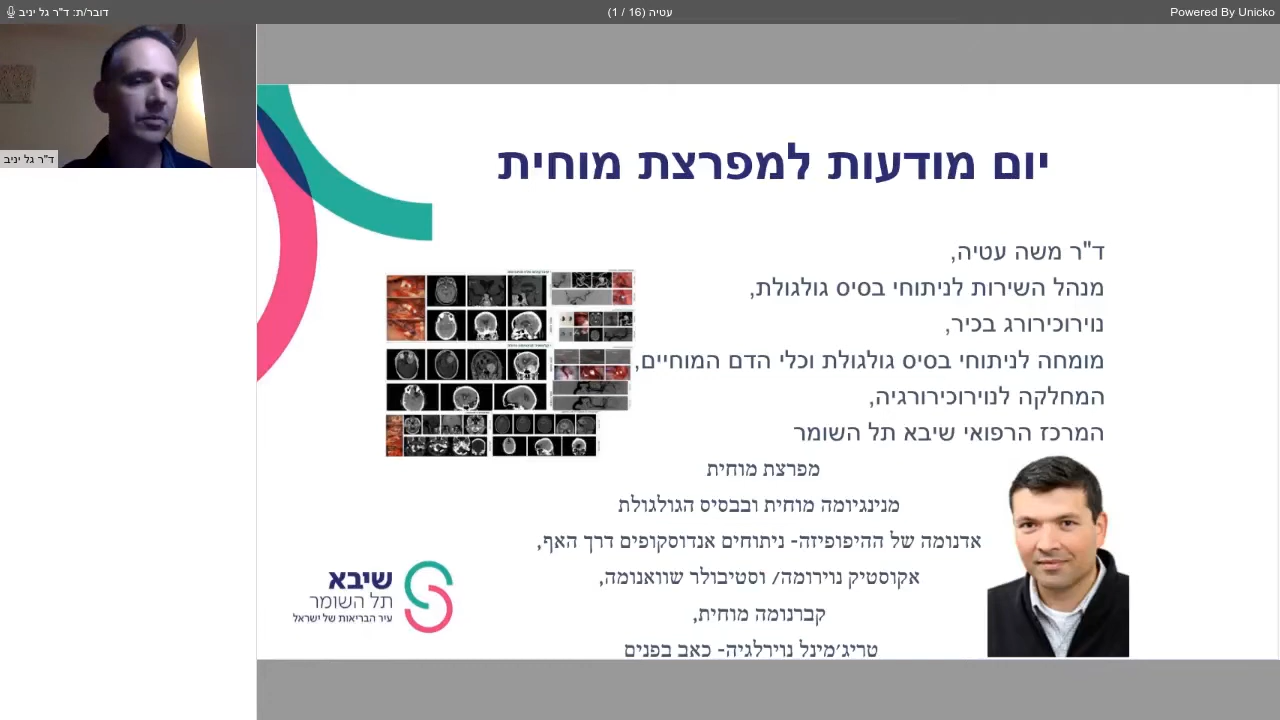 דובר/ת: ד"ר גל יניב
עטיה (16 / 1)
Powered By Unicko
ד"ר גל יניב
יום מודעות למפרצת מוחית
ד"ר משה עטיה,
מנהל השירות לניתוחי בסיס גולגולת,
נוירוכירורג בכיר,
מומחה לניתוחי בסיס גולגולת וכלי הדם המוחיים,
המחלקה לנוירוכירורגיה,
המרכז הרפואי שיבא תל השומר
מפרצת מוחית
מנינגיומה מוחית ובבסיס הגולגולת
אדנומה של ההיפופיזה- ניתוחים אנדוסקופים דרך האף,
אקוסטיק נוירומה/ וסטיבולר שוואנומה,
קברנומה מוחית,
טריג׳מינל נוירלגיה- כאב בפנים
שיבא
תל השומר
עיר הבריאות של ישראל